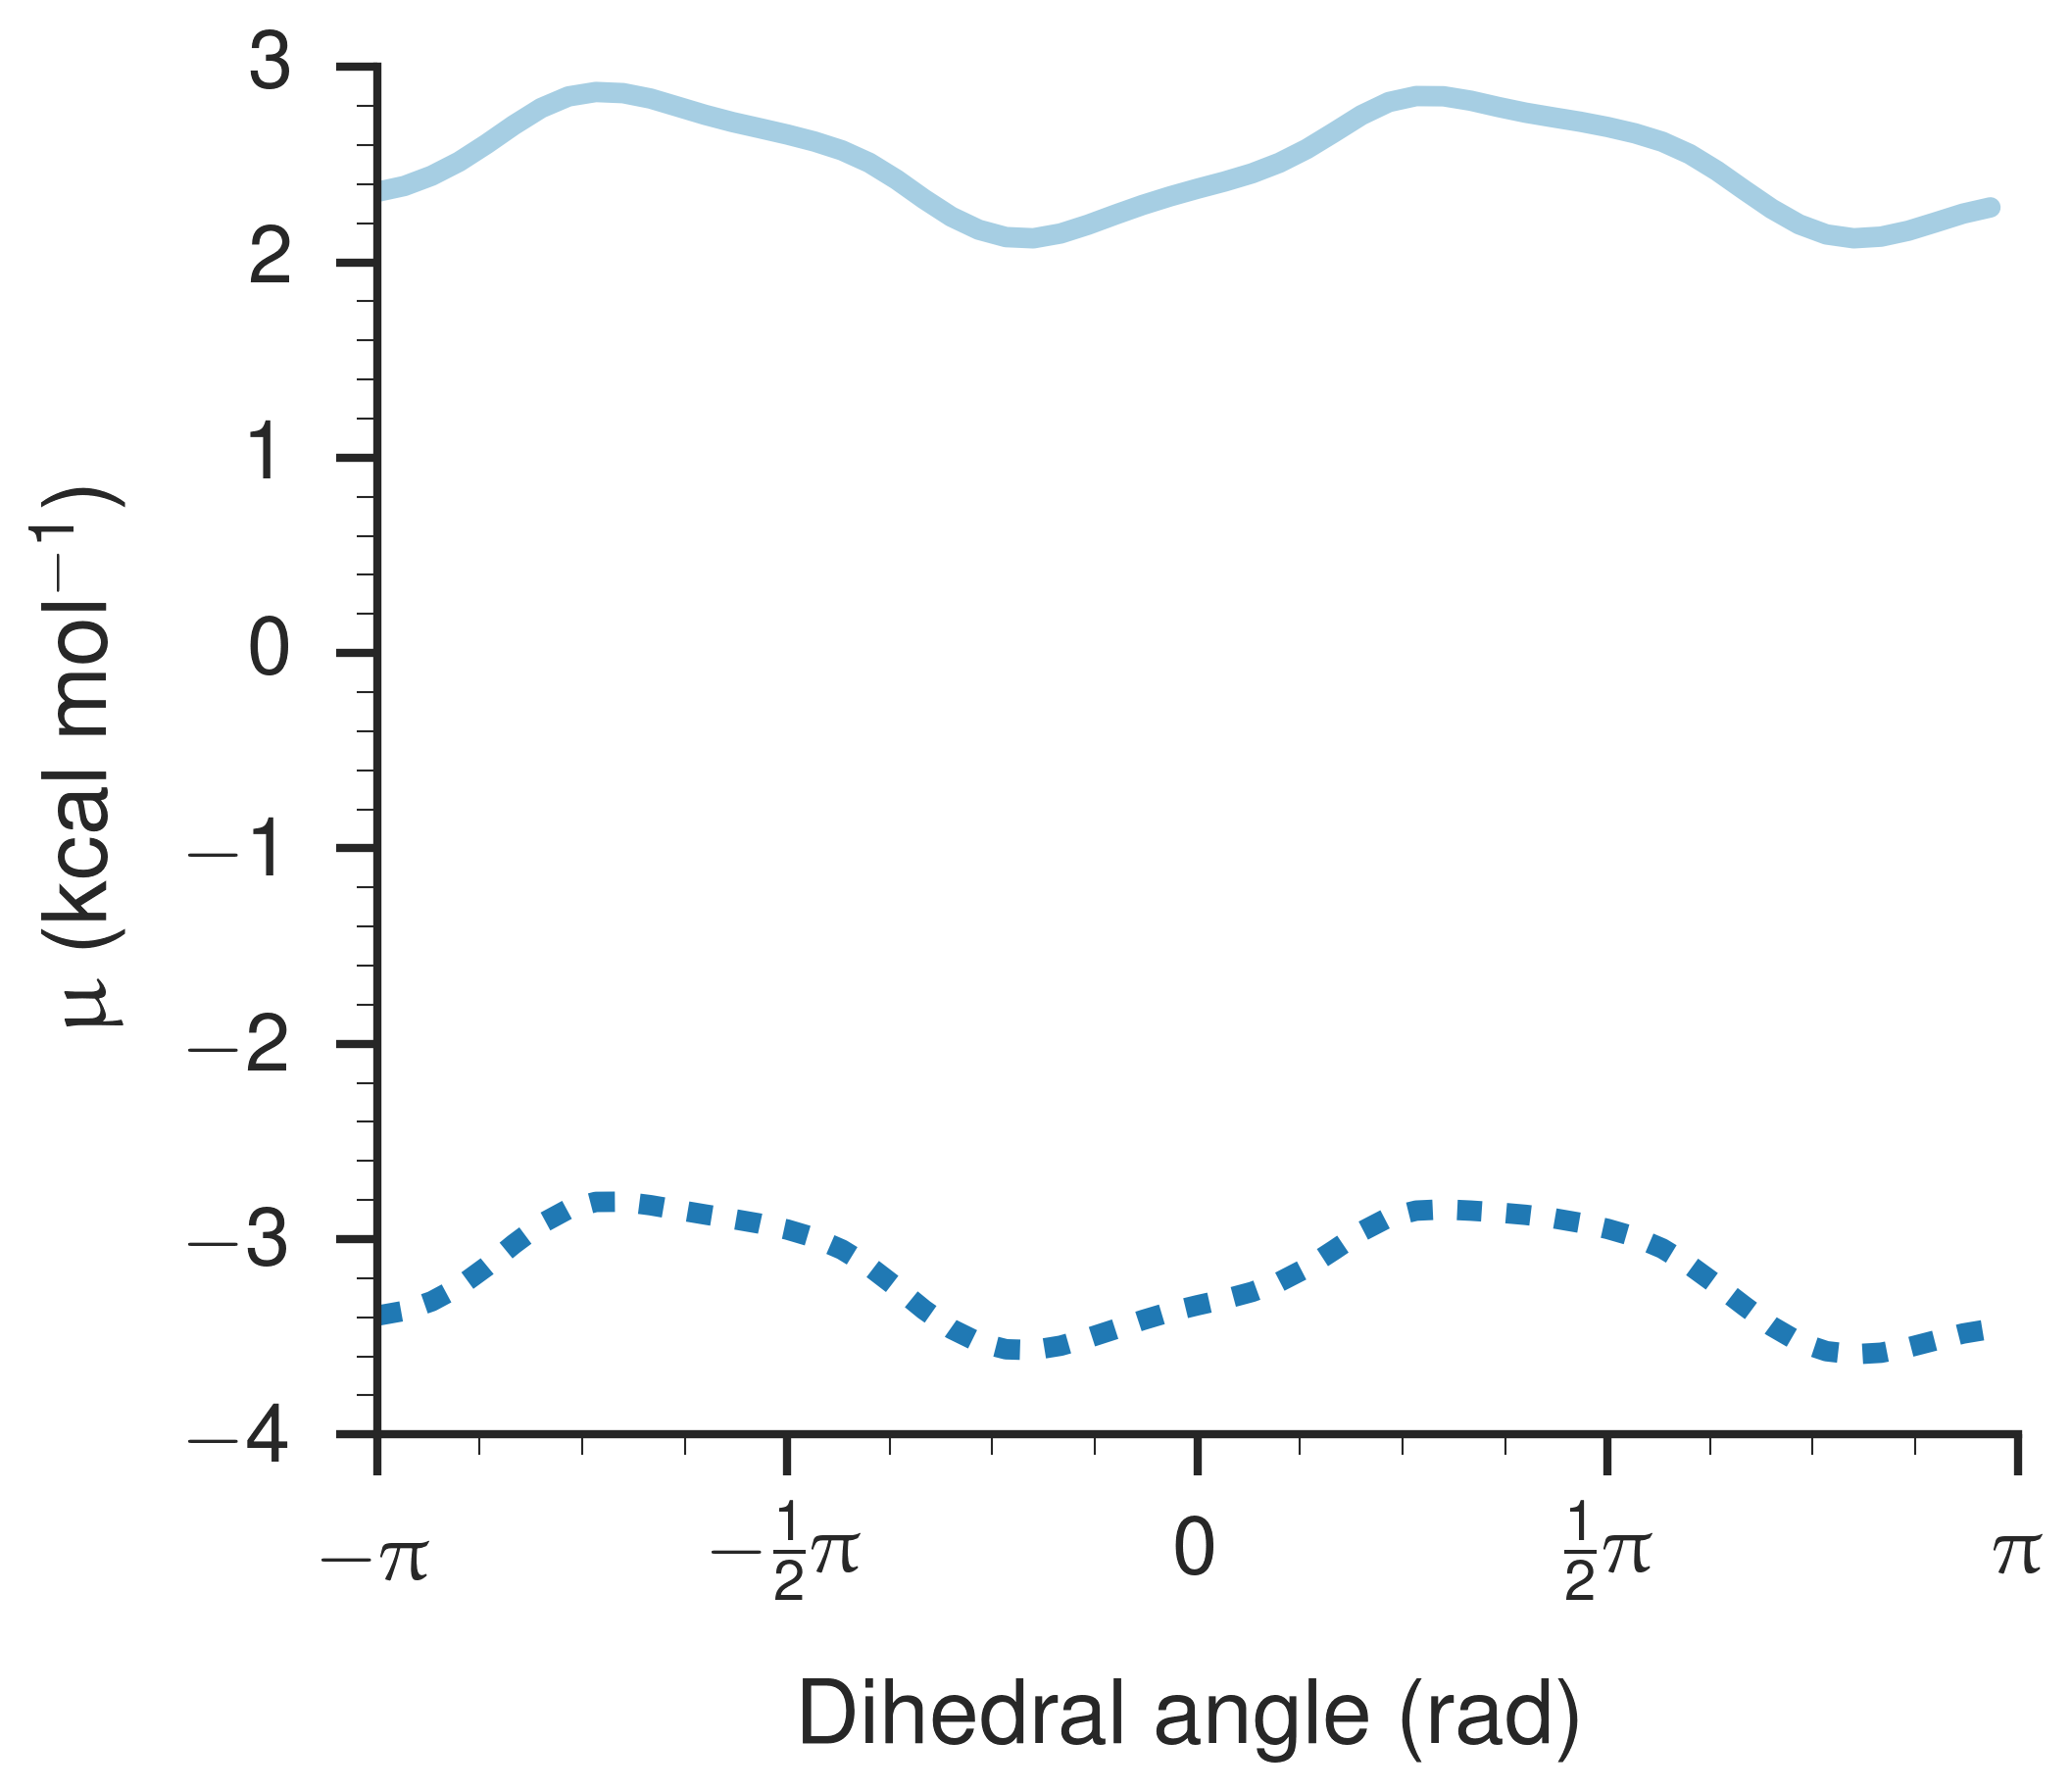 3
2
1
0
−1
−2
−3
−4
μ (kcal mol⁻¹)
−π
−½π
0
½π
π
Dihedral angle (rad)